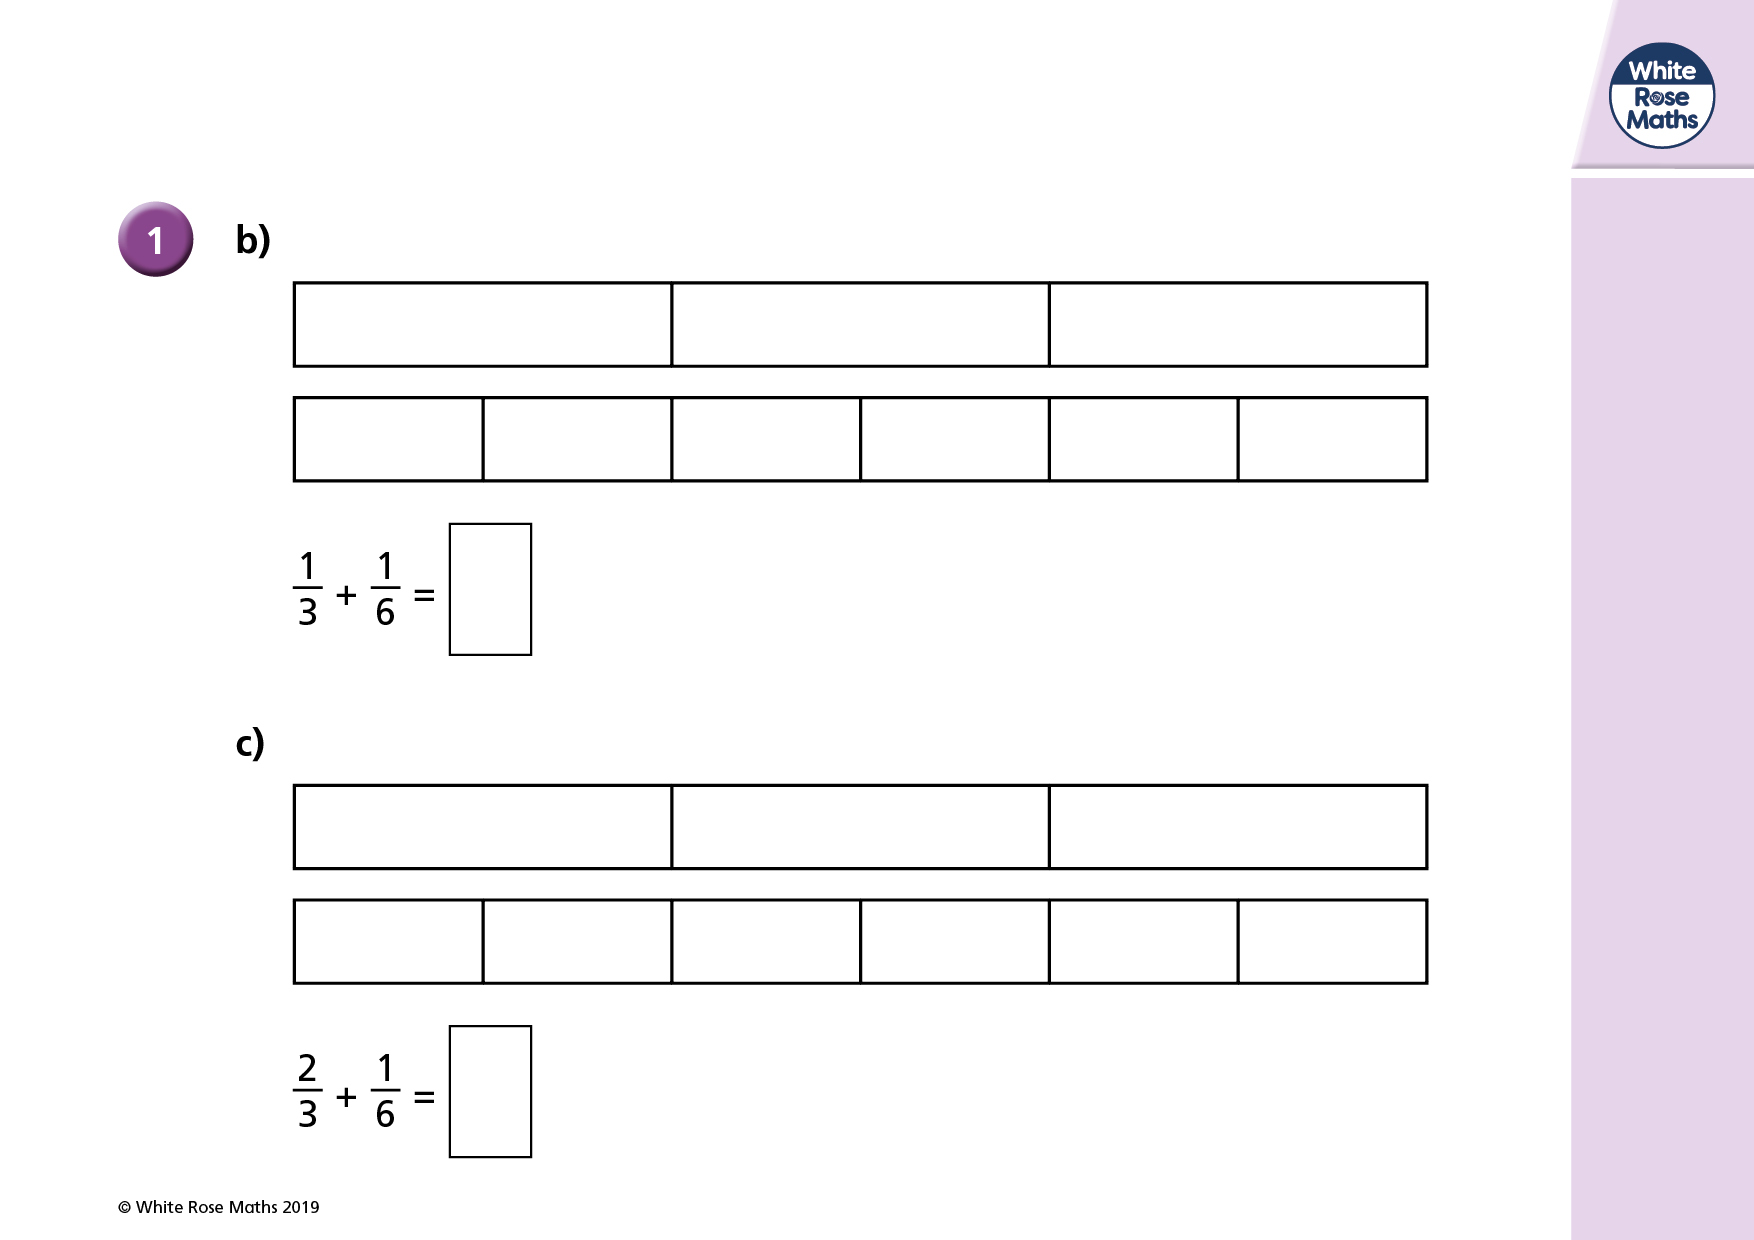 White
Rose
Maths
1 b)
1/3 + 1/6 =
c)
2/3 + 1/6 =
© White Rose Maths 2019